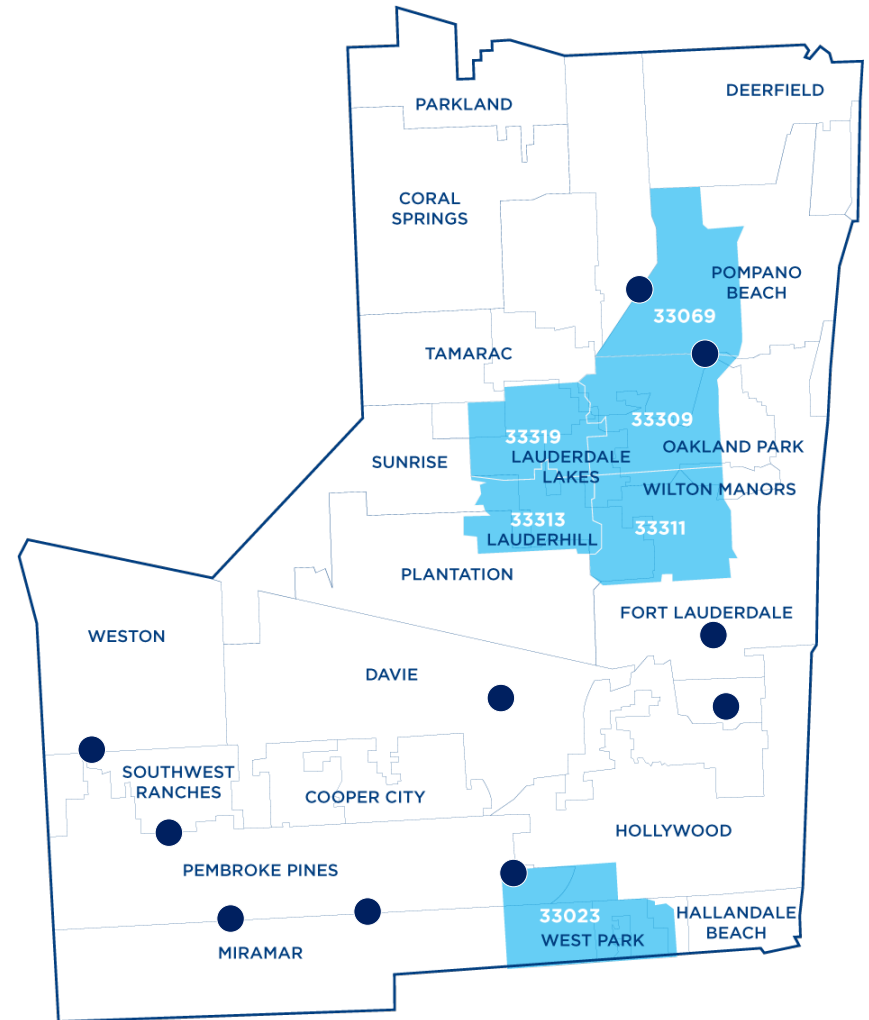 PARKLAND
DEERFIELD
CORAL
SPRINGS
POMPANO
BEACH
33069
TAMARAC
33309
33319
OAKLAND PARK
LAUDERDALE
LAKES
SUNRISE
WILTON MANORS
33313
33311
LAUDERHILL
PLANTATION
FORT LAUDERDALE
WESTON
DAVIE
SOUTHWEST
RANCHES
COOPER CITY
HOLLYWOOD
PEMBROKE PINES
33023
HALLANDALE
BEACH
WEST PARK
MIRAMAR